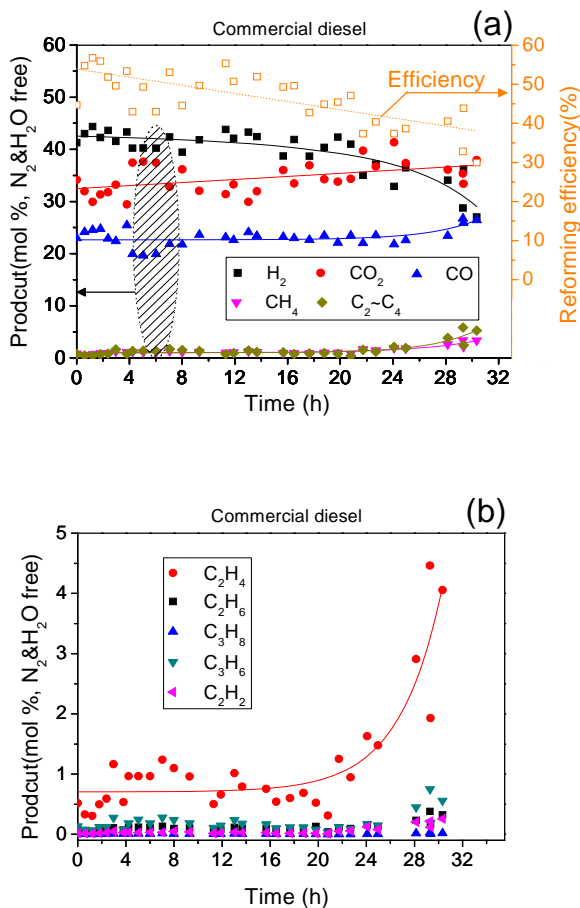 Commercial diesel
(a)
60
50
40
30
20
10
0
Prodcut(mol %, N2&H2O free)
Efficiency
60
50
40
30
20
10
0
Reforming efficiency(%)
H2 CO2 CO
CH4 C2~C4
0 4 8 12 16 20 24 28 32
Time (h)
Commercial diesel
(b)
5
4
3
2
1
0
Prodcut(mol %, N2&H2O free)
C2H4
C2H6
C3H8
C3H6
C2H2
0 4 8 12 16 20 24 28 32
Time (h)